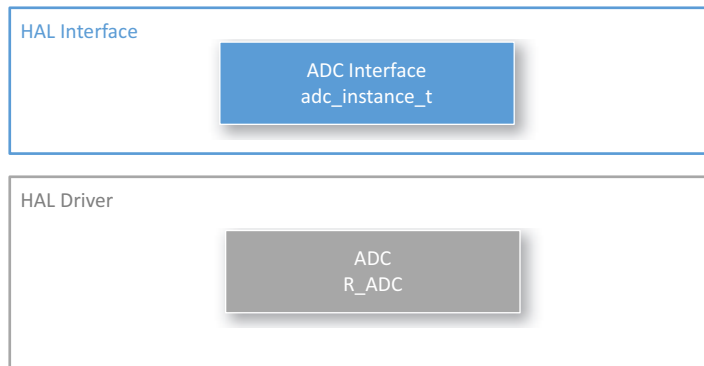 HAL Interface
ADC Interface
adc_instance_t
HAL Driver
ADC
R_ADC